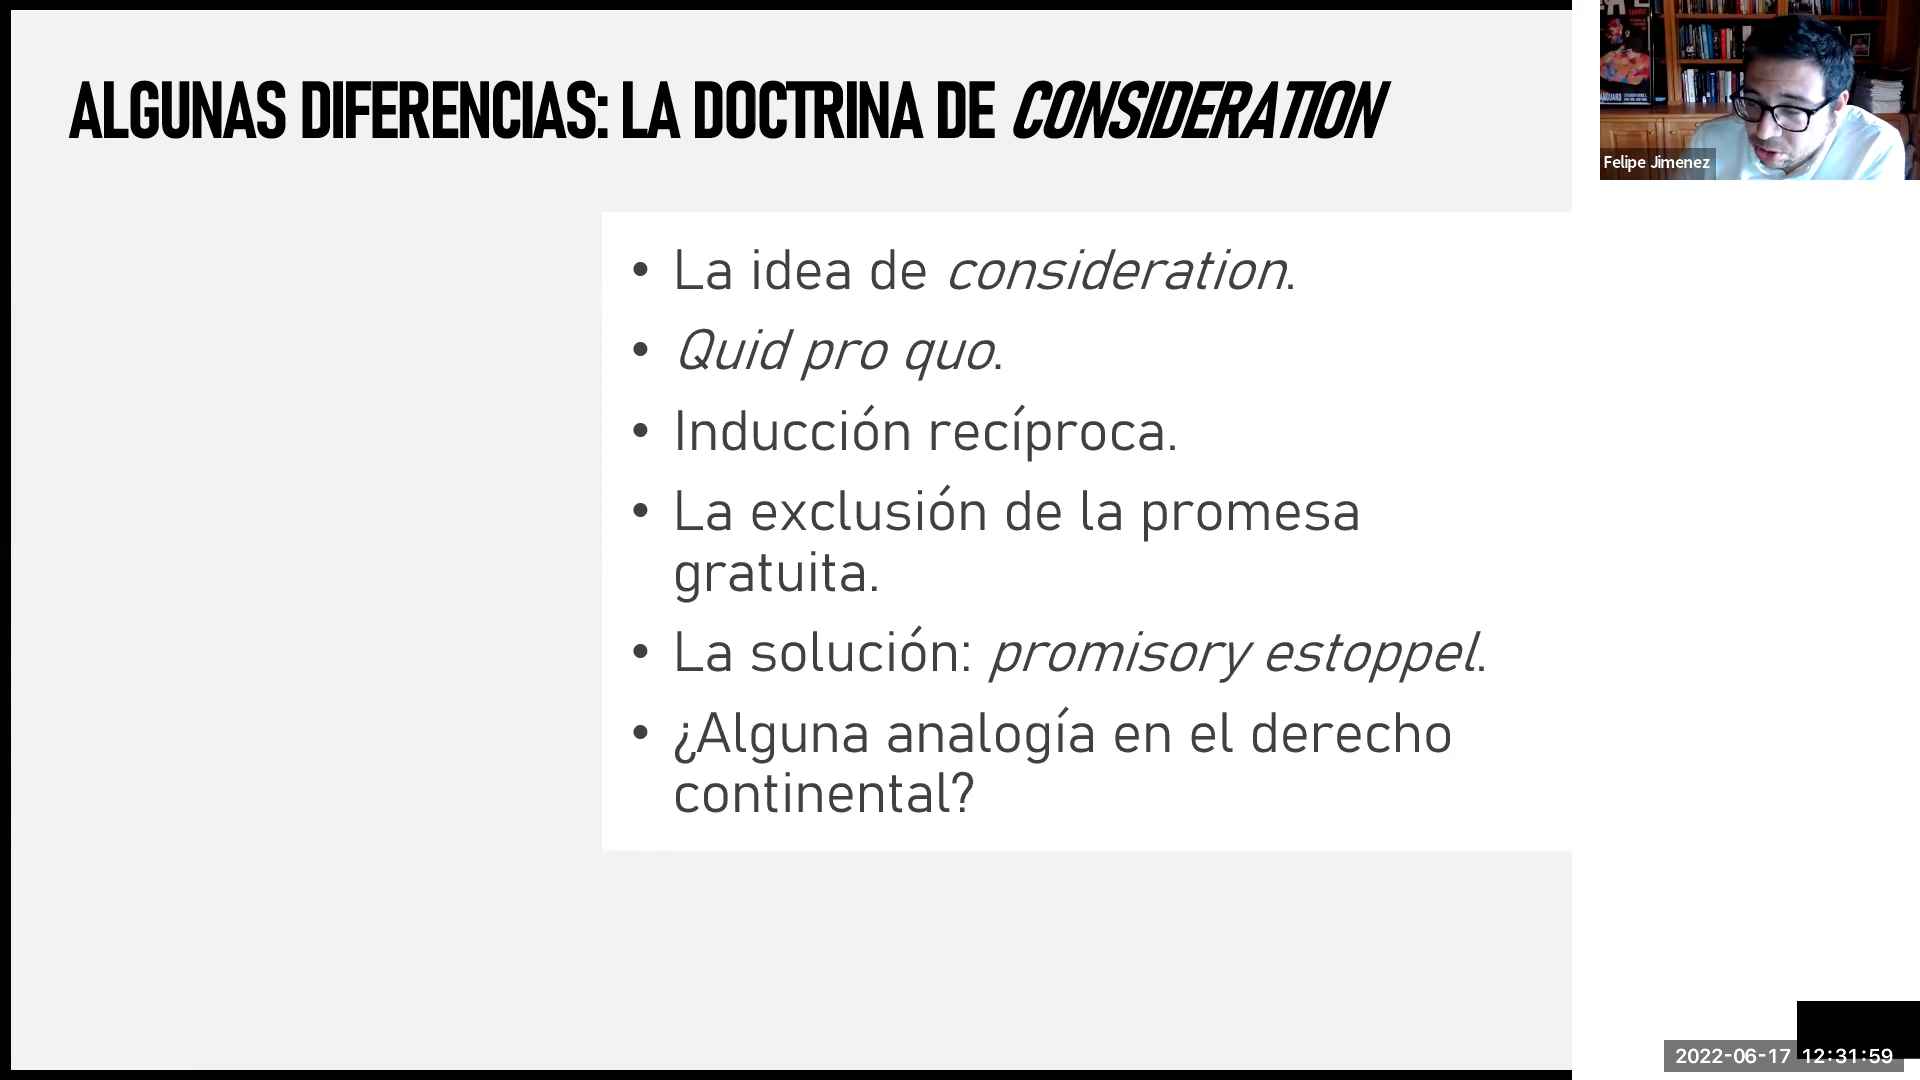 ALGUNAS DIFERENCIAS: LA DOCTRINA DE CONSIDERATION
• La idea de consideration.
• Quid pro quo.
• Inducción recíproca.
• La exclusión de la promesa
gratuita.
• La solución: promisory estoppel.
• ¿Alguna analogía en el derecho
continental?
Felipe Jimenez
2022-06-17 12:31:59